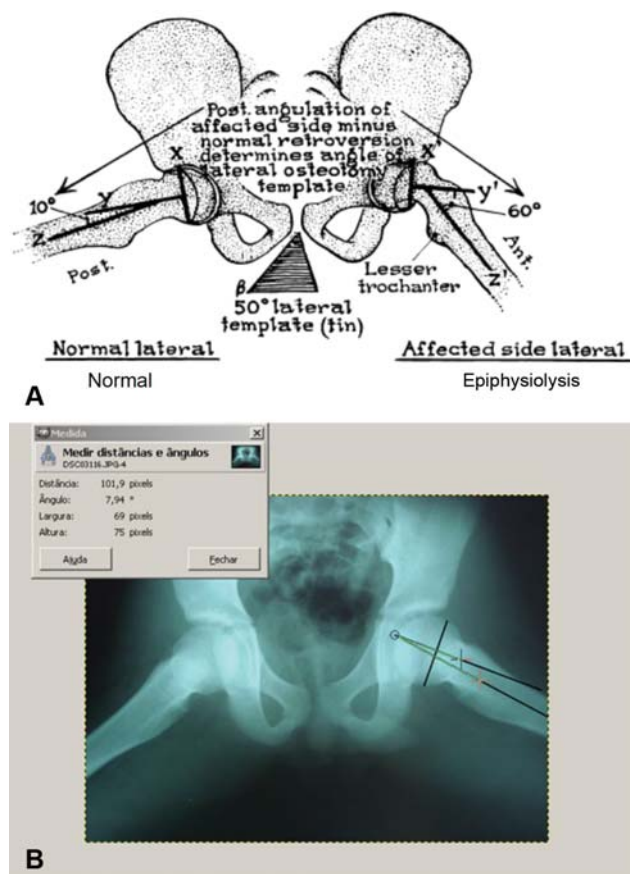 Post. angulation of
affected side minus
normal retroversion
determines angle of
lateral osteotomy
template
X
X'
Y
y'
10°
60°
Z
z'
Post.
Ant.
Lesser
trochanter
β
50° lateral
template (tin)
Normal lateral
Affected side lateral
Normal
Epiphysiolysis
A
Medida
Medir distâncias e ângulos
DSC03116.JPG-4
Distância: 101,9 pixels
Ângulo: 7,94 °
Largura: 69 pixels
Altura: 75 pixels
Ajuda
Fechar
B